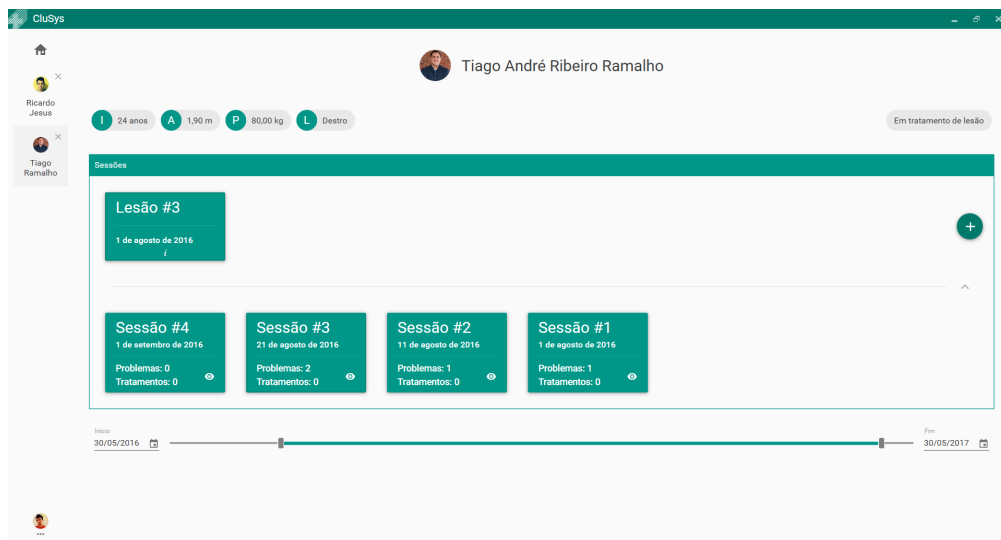 CluSys
Tiago André Ribeiro Ramalho
Ricardo
Jesus
Tiago
Ramalho
I 24 anos A 1,90 m P 80,00 kg L Destro
Em tratamento de lesão
Sessões
Lesão #3
1 de agosto de 2016
i
+
Sessão #4
1 de setembro de 2016
Problemas: 0
Tratamentos: 0
Sessão #3
21 de agosto de 2016
Problemas: 2
Tratamentos: 0
Sessão #2
11 de agosto de 2016
Problemas: 1
Tratamentos: 0
Sessão #1
1 de agosto de 2016
Problemas: 1
Tratamentos: 0
Início
30/05/2016
Fim
30/05/2017
...